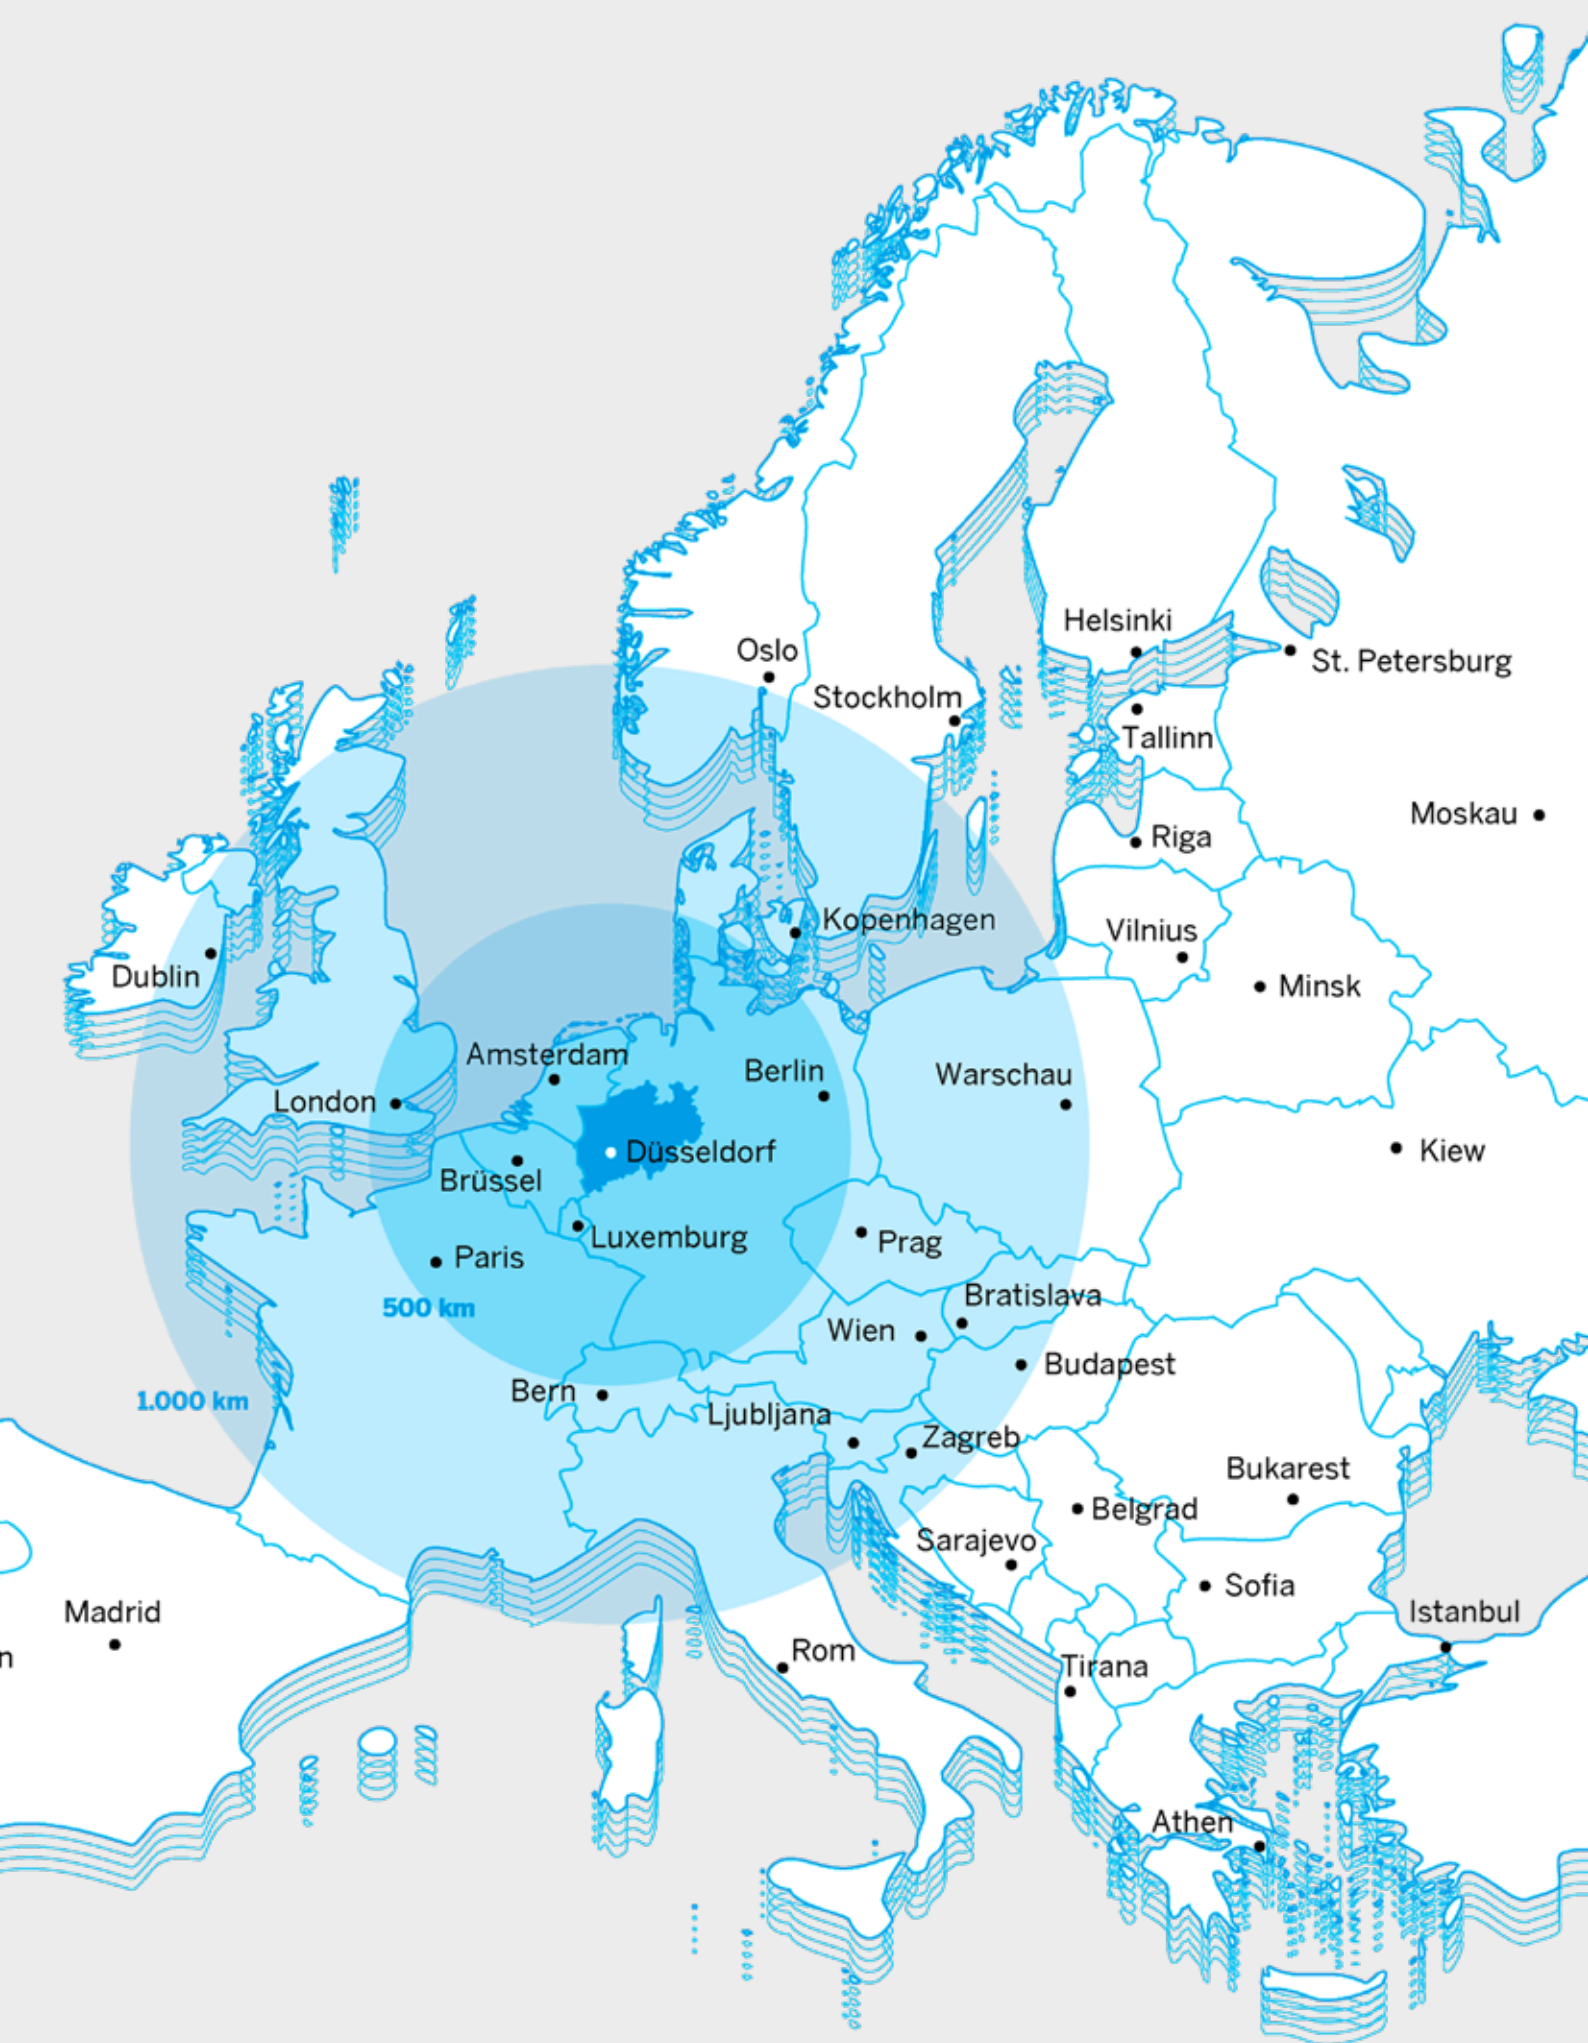 Helsinki
Oslo
St. Petersburg
Stockholm
Tallinn
Moskau
Riga
Kopenhagen
Vilnius
Dublin
Minsk
Amsterdam
Berlin
Warschau
London
Düsseldorf
Kiew
Brüssel
Luxemburg
Prag
Paris
Bratislava
500 km
Wien
Budapest
Bern
1.000 km
Ljubljana
Zagreb
Bukarest
Belgrad
Sarajevo
Sofia
Madrid
Istanbul
Rom
n
Tirana
Athen